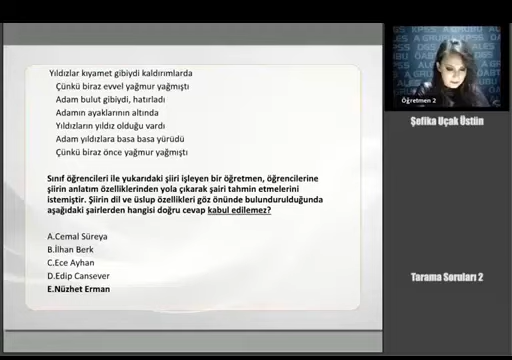 Yıldızlar kıyamet gibiydi kaldırımlarda
Çünkü biraz evvel yağmur yağmıştı
Adam bulut gibiydi, hatırladı
Adamın ayaklarının altında
Yıldızların yıldız olduğu vardı
Adam yıldızlara basa basa yürüdü
Çünkü biraz önce yağmur yağmıştı
Sınıf öğrencileri ile yukarıdaki şiiri işleyen bir öğretmen, öğrencilerine
şiirin anlatım özelliklerinden yola çıkarak şairi tahmin etmelerini
istemiştir. Şiirin dil ve üslup özellikleri göz önünde bulundurulduğunda
aşağıdaki şairlerden hangisi doğru cevap kabul edilemez?
A.Cemal Süreya
B.İlhan Berk
C.Ece Ayhan
D.Edip Cansever
E.Nüzhet Erman
Öğretmen 2
Şefika Uçak Üstün
Tarama Soruları 2